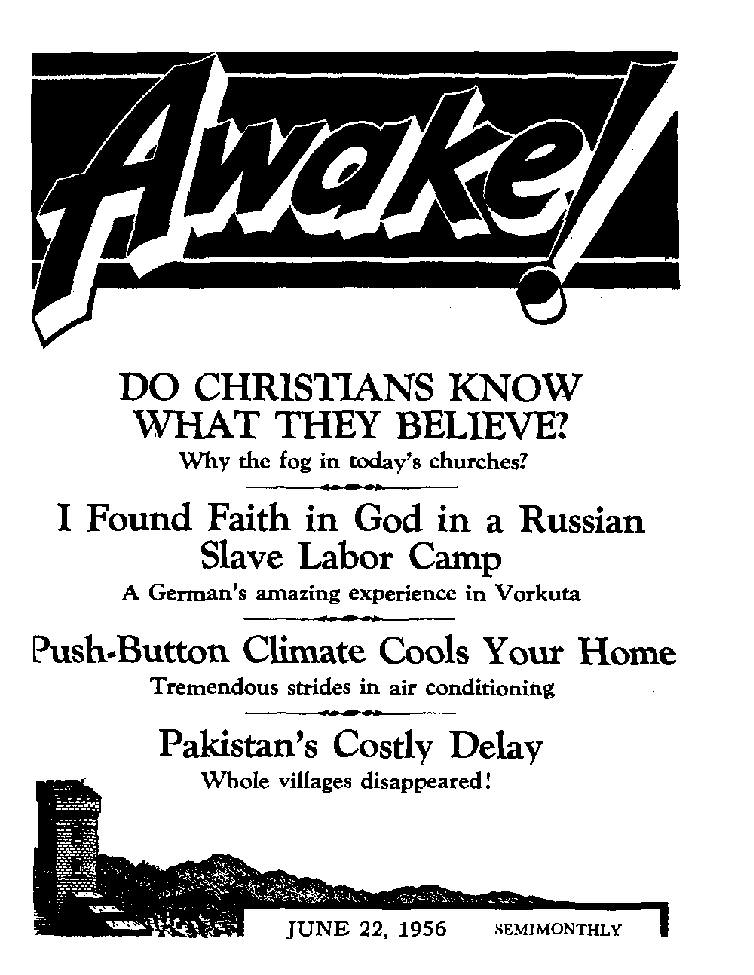 Awake!
DO CHRISTIANS KNOW
WHAT THEY BELIEVE?
Why the fog in today's churches?
I Found Faith in God in a Russian
Slave Labor Camp
A German's amazing experience in Vorkuta
Push-Button Climate Cools Your Home
Tremendous strides in air conditioning
Pakistan's Costly Delay
Whole villages disappeared!
JUNE 22, 1956 SEMIMONTHLY